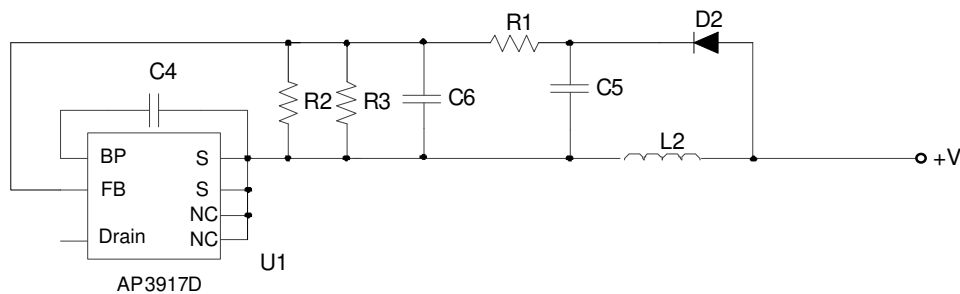 R1
D2
C4
R2
R3
C6
C5
L2
BP
S
+V
FB
S
NC
Drain
NC
U1
AP3917D